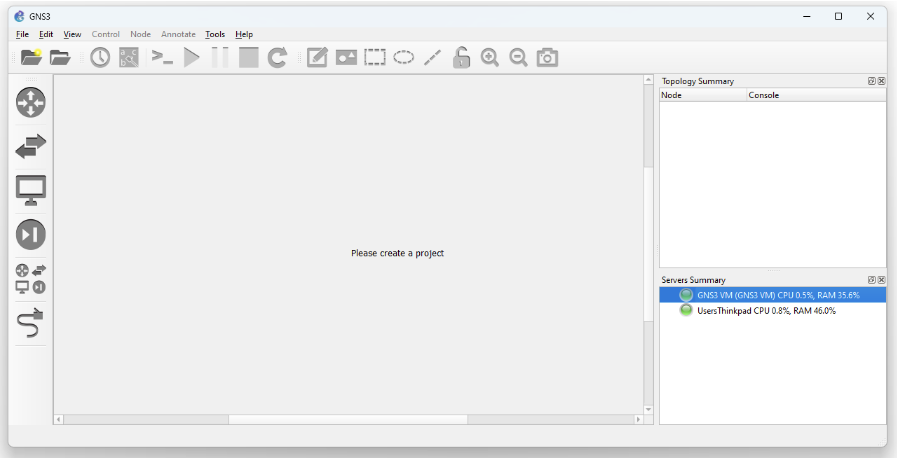 GNS3
File Edit View Control Node Annotate Tools Help
Topology Summary
Node Console
Please create a project
Servers Summary
GNS3 VM (GNS3 VM) CPU 0.5%, RAM 35.6%
UsersThinkpad CPU 0.8%, RAM 46.0%